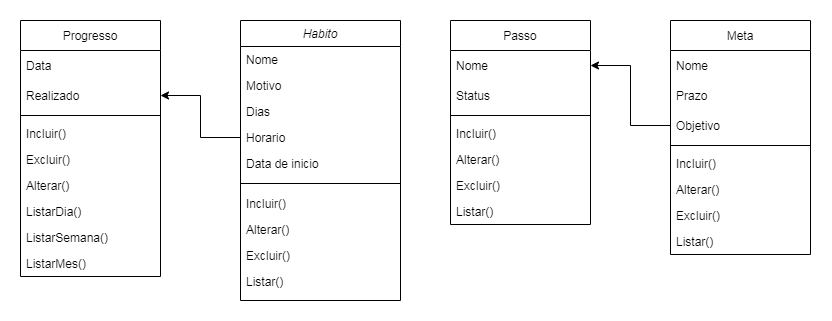 Progresso
Data
Realizado
Incluir()
Excluir()
Alterar()
ListarDia()
ListarSemana()
ListarMes()
Habito
Nome
Motivo
Dias
Horario
Data de inicio
Incluir()
Alterar()
Excluir()
Listar()
Passo
Nome
Status
Incluir()
Alterar()
Excluir()
Listar()
Meta
Nome
Prazo
Objetivo
Incluir()
Alterar()
Excluir()
Listar()